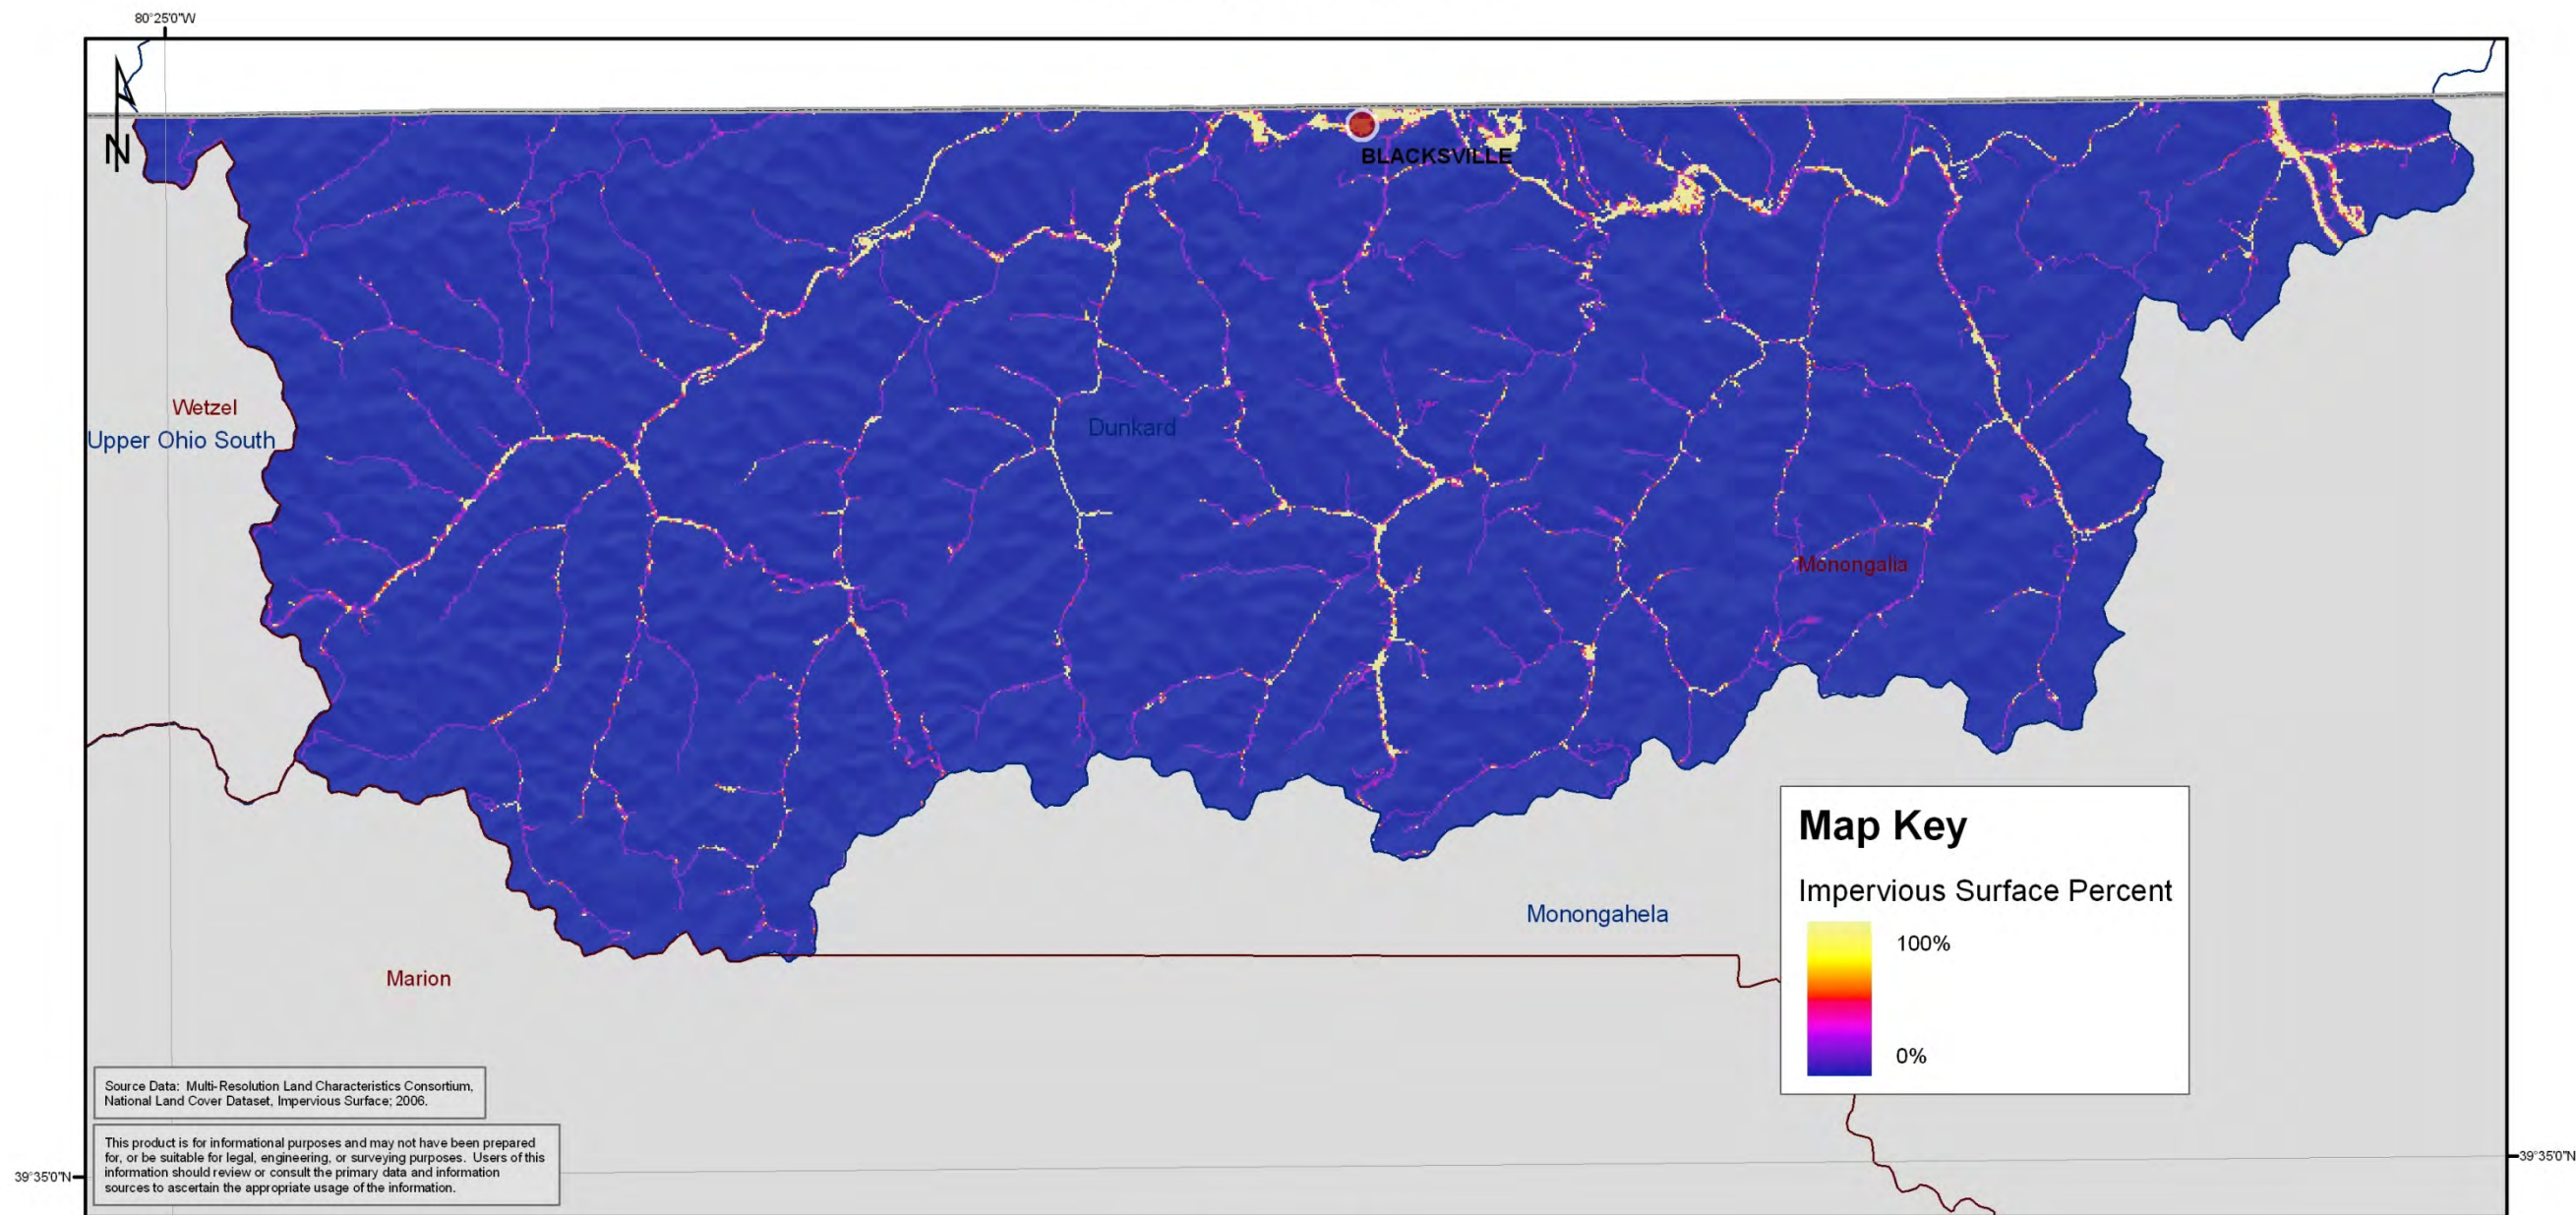 80°25'0"W
N
BLACKSVILLE
Wetzel
Upper Ohio South
Dunkard
Monongalia
Map Key
Impervious Surface Percent
100%
0%
Monongahela
Marion
Source Data:  Multi-Resolution Land Characteristics Consortium,
National Land Cover Dataset, Impervious Surface; 2006.
This product is for informational purposes and may not have been prepared
for, or be suitable for legal, engineering, or surveying purposes.  Users of this
information should review or consult the primary data and information
sources to ascertain the appropriate usage of the information.
39°35'0"N
39°35'0"N